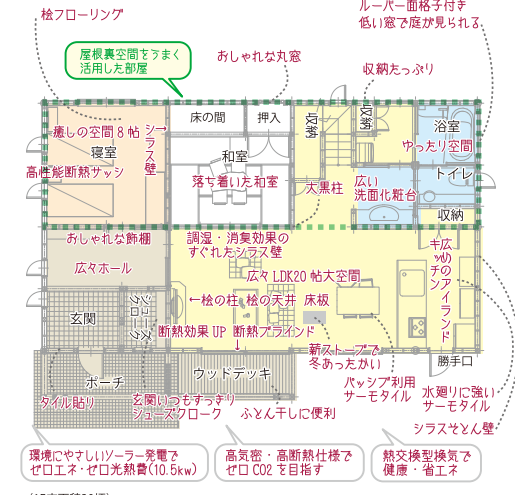 桧フローリング
ルーバー面格子付き
低い窓で庭が見られる
屋根裏空間をうまく
活用した部屋
おしゃれな丸窓
収納たっぷり
床の間
押入
収納
収納
浴室
ゆったり空間
癒しの空間8帖
寝室
シラス壁→
高性能断熱サッシ
和室
落ち着いた和室
大黒柱
広い
洗面化粧台
トイレ
収納
おしゃれな飾棚
広々ホール
調湿・消臭効果の
すぐれたシラス壁
広々LDK20帖大空間
広めのアイランド
キッチン
←桧の柱、桧の天井 床板
玄関
シューズ
クローク
断熱効果UP 断熱ブラインド
↓
薪ストーブで
冬あったかい
勝手口
ポーチ
ウッドデッキ
パッシブ利用
サーモタイル
水廻りに強い
サーモタイル
タイル貼り
玄関いつもすっきり
シューズクローク
ふとん干しに便利
シラスそとん壁
環境にやさしいソーラー発電で
ゼロエネ・ゼロ光熱費(10.5kw)
高気密・高断熱仕様で
ゼロCO2を目指す
熱交換型換気で
健康・省エネ